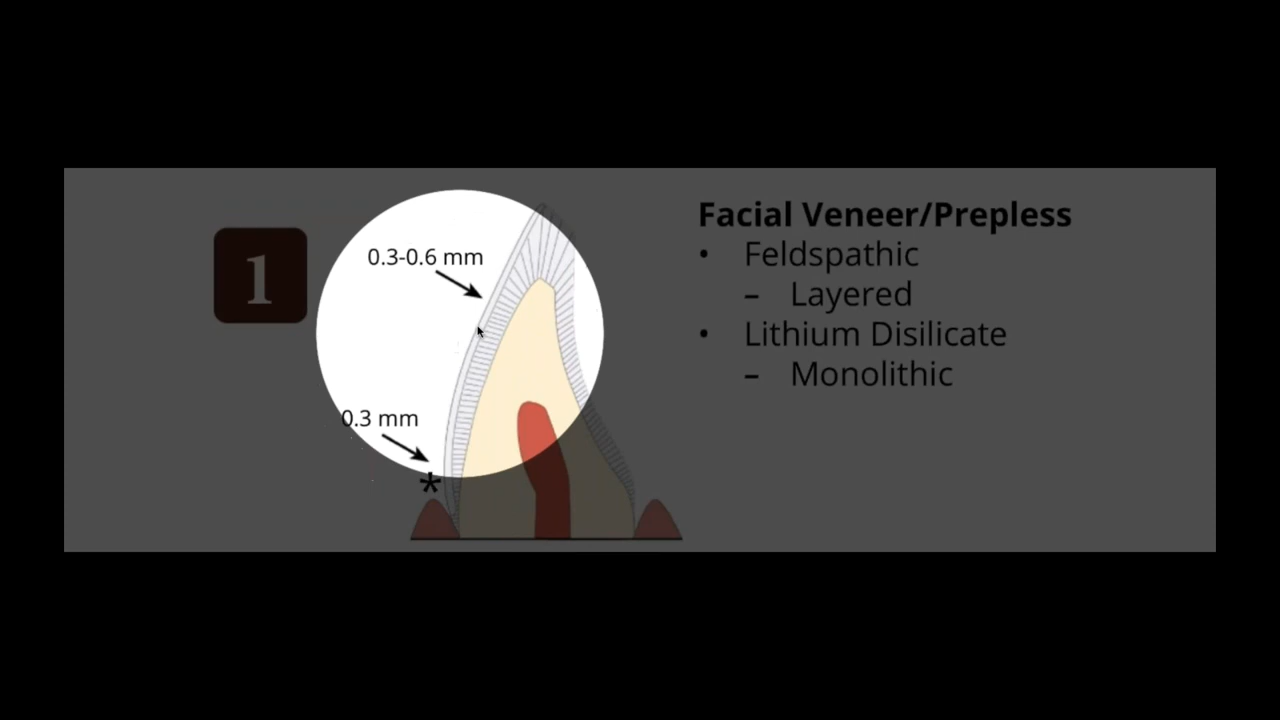 1
0.3-0.6 mm
0.3 mm
*
Facial Veneer/Prepless
• Feldspathic
– Layered
• Lithium Disilicate
– Monolithic